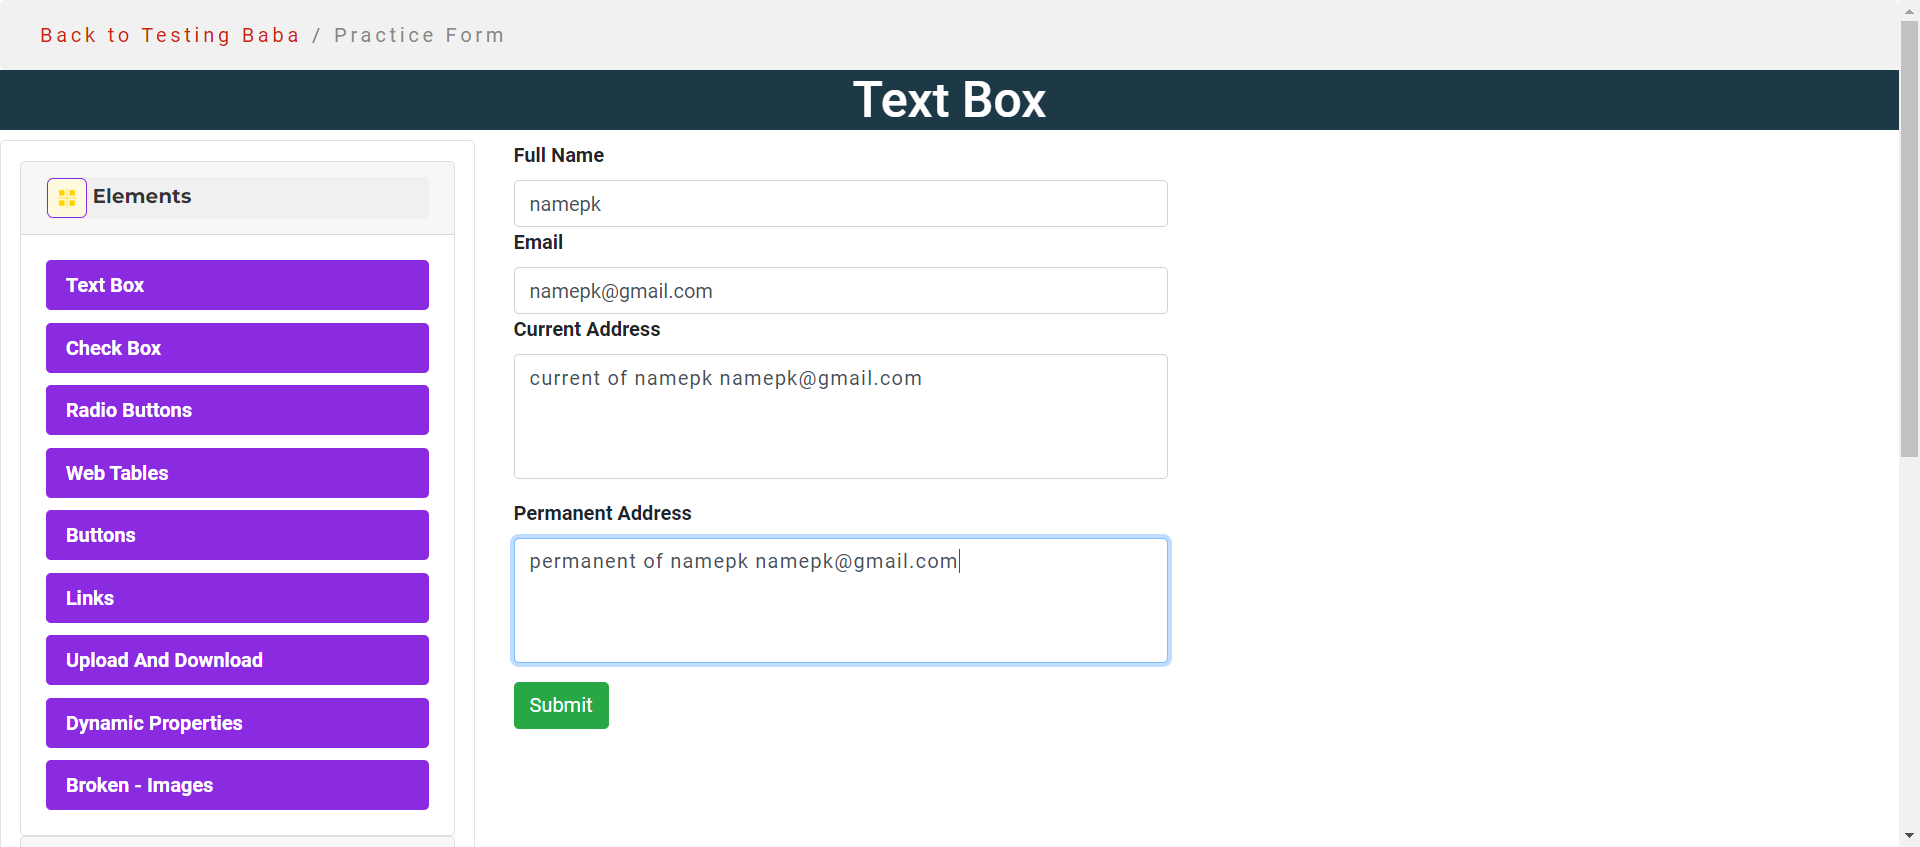 Back to Testing Baba / Practice Form
Text Box
Elements
Text Box
Check Box
Radio Buttons
Web Tables
Buttons
Links
Upload And Download
Dynamic Properties
Broken - Images
Full Name
namepk
Email
namepk@gmail.com
Current Address
current of namepk namepk@gmail.com
Permanent Address
permanent of namepk namepk@gmail.com
Submit